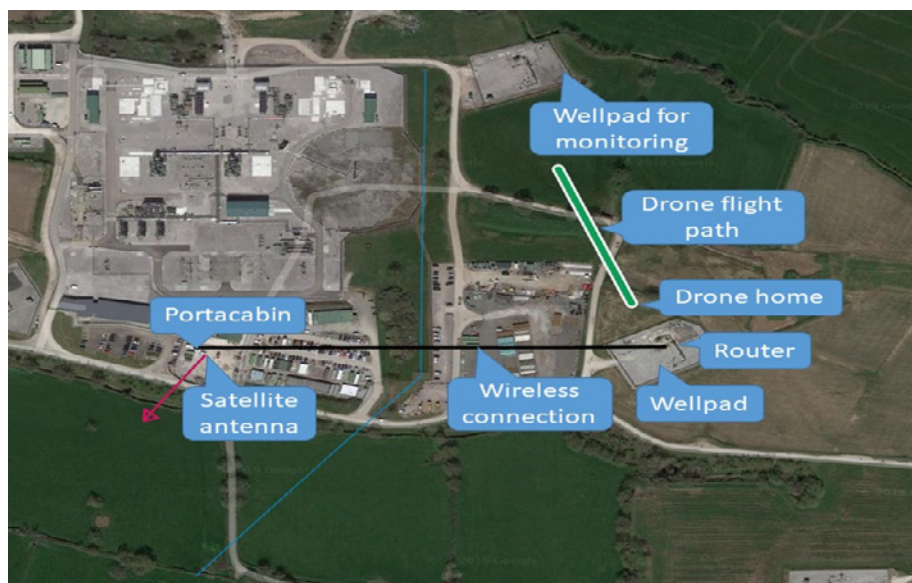 Wellpad for
monitoring
Drone flight
path
Drone home
Portacabin
Router
Satellite
antenna
Wireless
connection
Wellpad